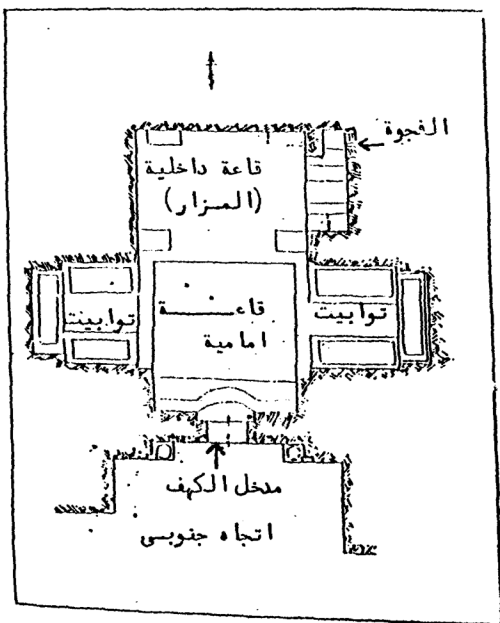 الفجوة
قاعة داخلية
(المزار)
توابيت
قاعة
امامية
توابيت
مدخل الكهف
اتجاه جنوبي